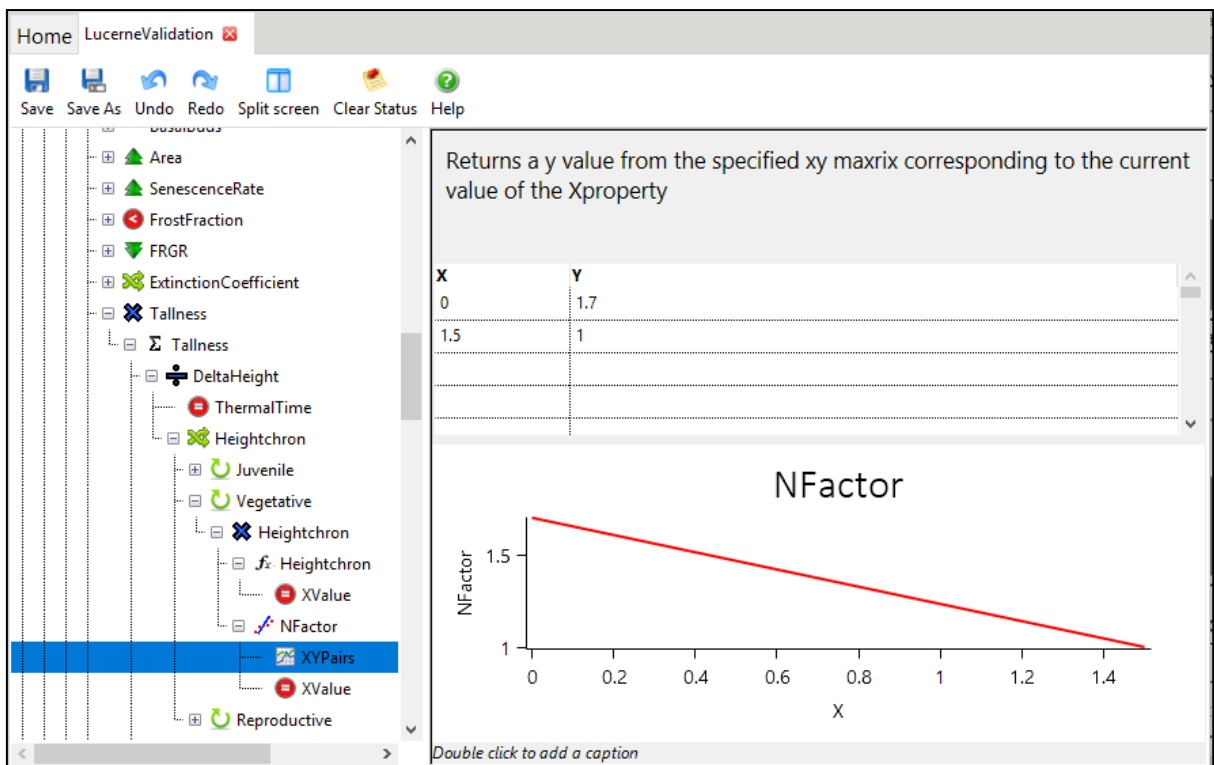 Home LucerneValidation
Save Save As Undo Redo Split screen Clear Status Help
Area
SenescenceRate
FrostFraction
FRGR
ExtinctionCoefficient
Tallness
Σ Tallness
DeltaHeight
ThermalTime
Heightchron
Juvenile
Vegetative
Heightchron
fx Heightchron
XValue
NFactor
XYPairs
XValue
Reproductive
Returns a y value from the specified xy maxrix corresponding to the current
value of the Xproperty
X Y
0 1.7
1.5 1
NFactor
NFactor
1.5
1
0 0.2 0.4 0.6 0.8 1 1.2 1.4
X
Double click to add a caption